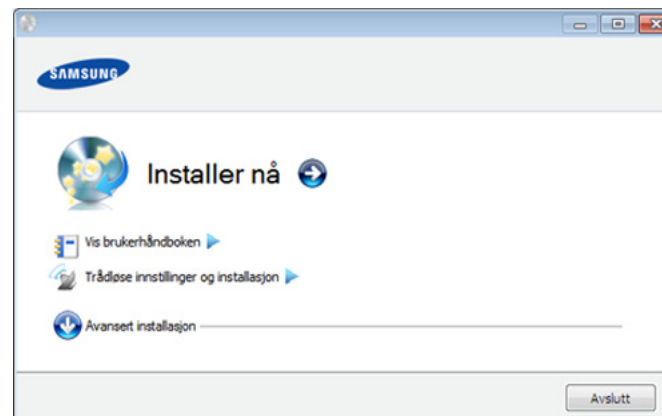 SAMSUNG
Installer nå
Vis brukerhåndboken
Trådløse innstillinger og installasjon
Avansert installasjon
Avslutt